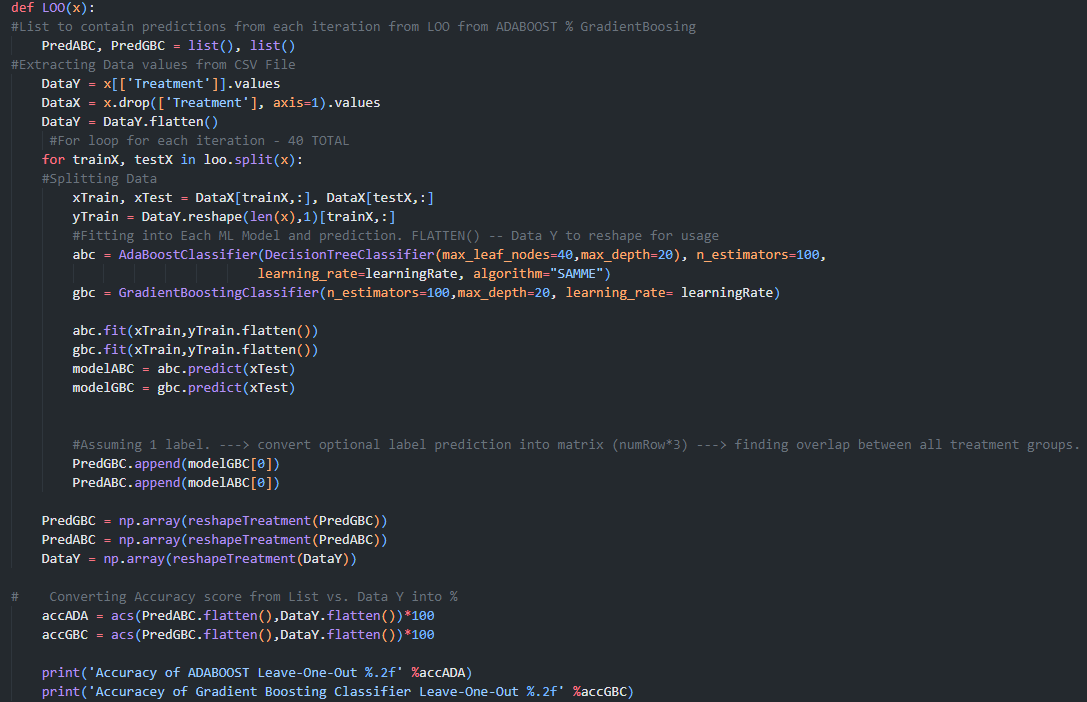 def LOO(x):
#List to contain predictions from each iteration from LOO from ADABOOST % GradientBoosing
    PredABC, PredGBC = list(), list()
#Extracting Data values from CSV File
    DataY = x[['Treatment']].values
    DataX = x.drop(['Treatment'], axis=1).values
    DataY = DataY.flatten()
     #For loop for each iteration - 40 TOTAL
    for trainX, testX in loo.split(x):
    #Splitting Data
        xTrain, xTest = DataX[trainX,:], DataX[testX,:]
        yTrain = DataY.reshape(len(x),1)[trainX,:]
        #Fitting into Each ML Model and prediction. FLATTEN() -- Data Y to reshape for usage
        abc = AdaBoostClassifier(DecisionTreeClassifier(max_leaf_nodes=40,max_depth=20), n_estimators=100,
                                learning_rate=learningRate, algorithm="SAMME")
        gbc = GradientBoostingClassifier(n_estimators=100,max_depth=20, learning_rate= learningRate)

        abc.fit(xTrain,yTrain.flatten())
        gbc.fit(xTrain,yTrain.flatten())
        modelABC = abc.predict(xTest)
        modelGBC = gbc.predict(xTest)


        #Assuming 1 label. ---> convert optional label prediction into matrix (numRow*3) ---> finding overlap between all treatment groups.
        PredGBC.append(modelGBC[0])
        PredABC.append(modelABC[0])

    PredGBC = np.array(reshapeTreatment(PredGBC))
    PredABC = np.array(reshapeTreatment(PredABC))
    DataY = np.array(reshapeTreatment(DataY))

#    Converting Accuracy score from List vs. Data Y into %
    accADA = acs(PredABC.flatten(),DataY.flatten())*100
    accGBC = acs(PredGBC.flatten(),DataY.flatten())*100

    print('Accuracy of ADABOOST Leave-One-Out %.2f' %accADA)
    print('Accuracey of Gradient Boosting Classifier Leave-One-Out %.2f' %accGBC)